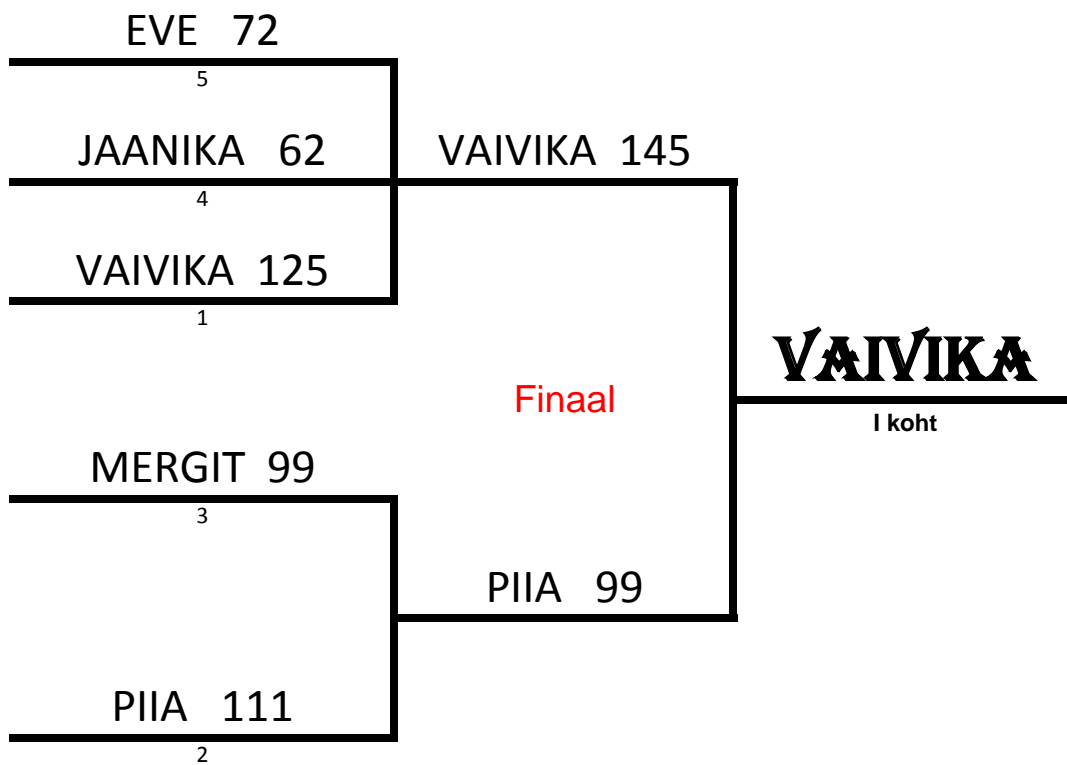 EVE 72
5
JAANIKA 62
4
VAIVIKA 125
1
MERGIT 99
3
PIIA 111
2
VAIVIKA 145
Finaal
PIIA 99
VAIVIKA
I koht